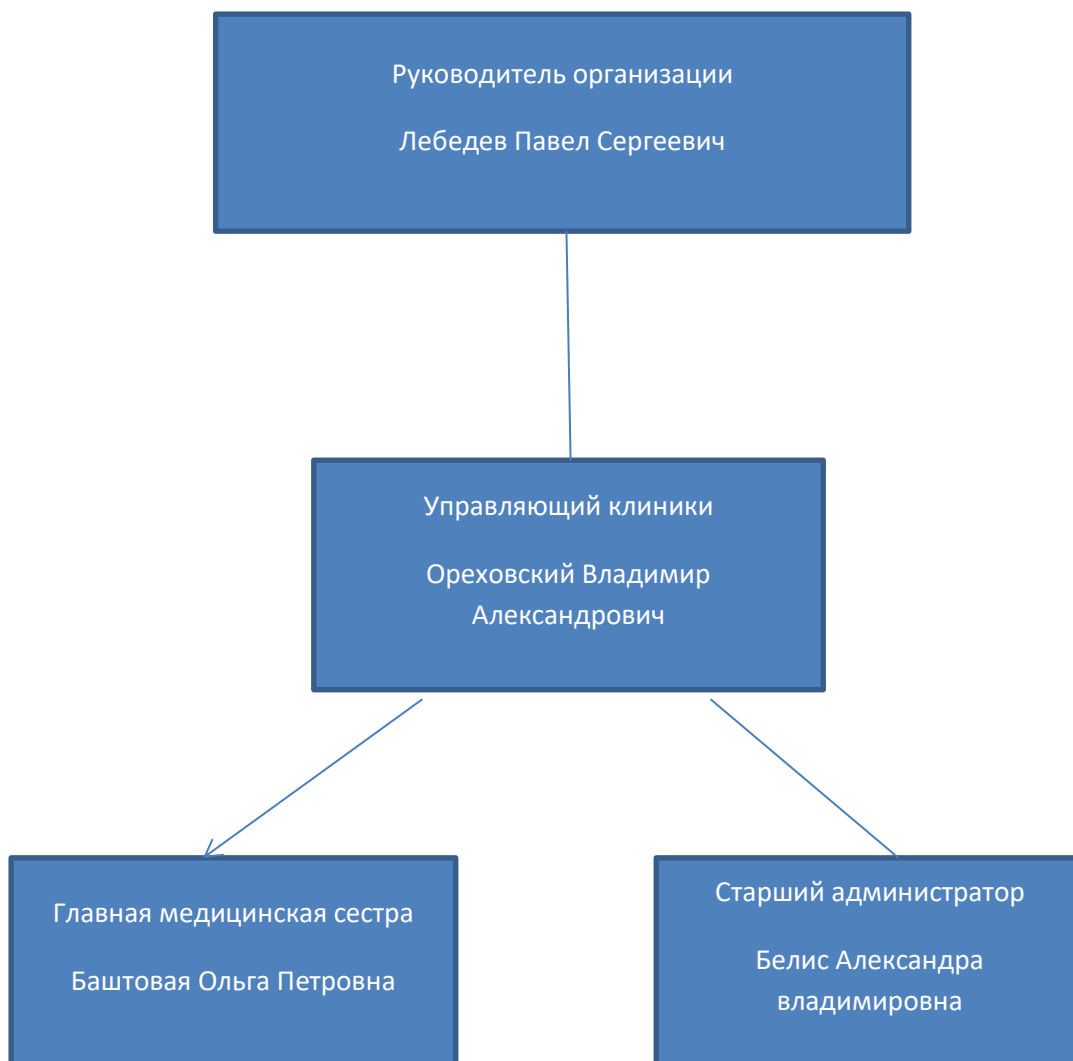 Руководитель организации
Лебедев Павел Сергеевич
Управляющий клиники
Ореховский Владимир
Александрович
Главная медицинская сестра
Баштовая Ольга Петровна
Старший администратор
Белис Александра
владимировна